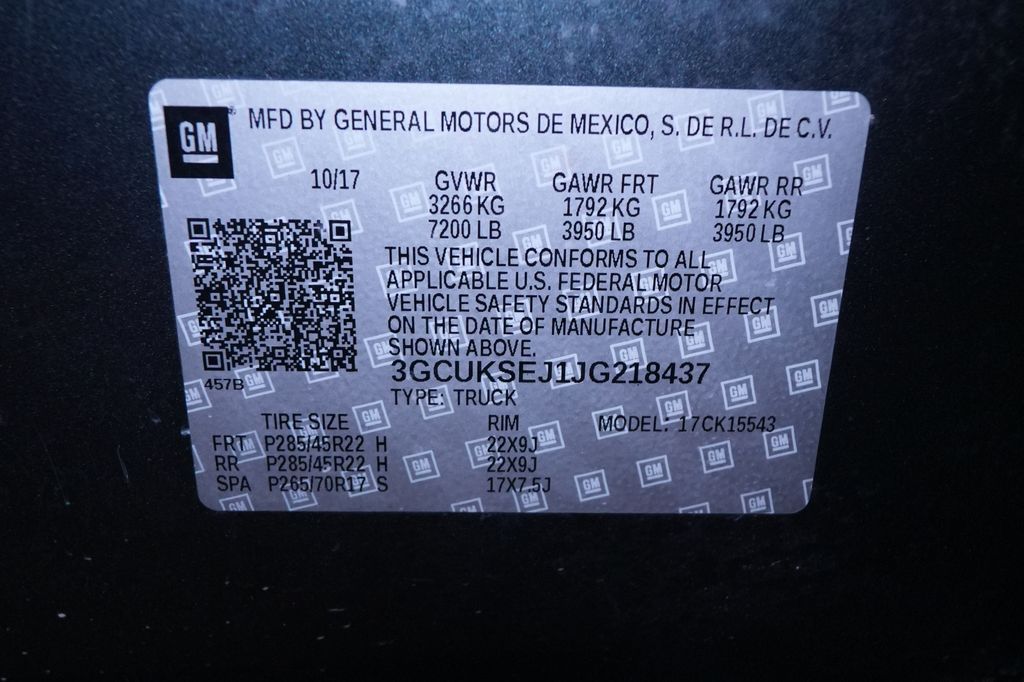 GM MFD BY GENERAL MOTORS DE MEXICO, S. DE R.L. DE C.V.
10/17 GVWR GAWR FRT GAWR RR
3266 KG 1792 KG 1792 KG
7200 LB 3950 LB 3950 LB
THIS VEHICLE CONFORMS TO ALL
APPLICABLE U.S. FEDERAL MOTOR
VEHICLE SAFETY STANDARDS IN EFFECT
ON THE DATE OF MANUFACTURE
SHOWN ABOVE.
457B
3GCUKSEJ1JG218437
TYPE: TRUCK
TIRE SIZE RIM MODEL: 17CK15543
FRT P285/45R22 H 22X9J
RR P285/45R22 H 22X9J
SPA P265/70R17 S 17X7.5J